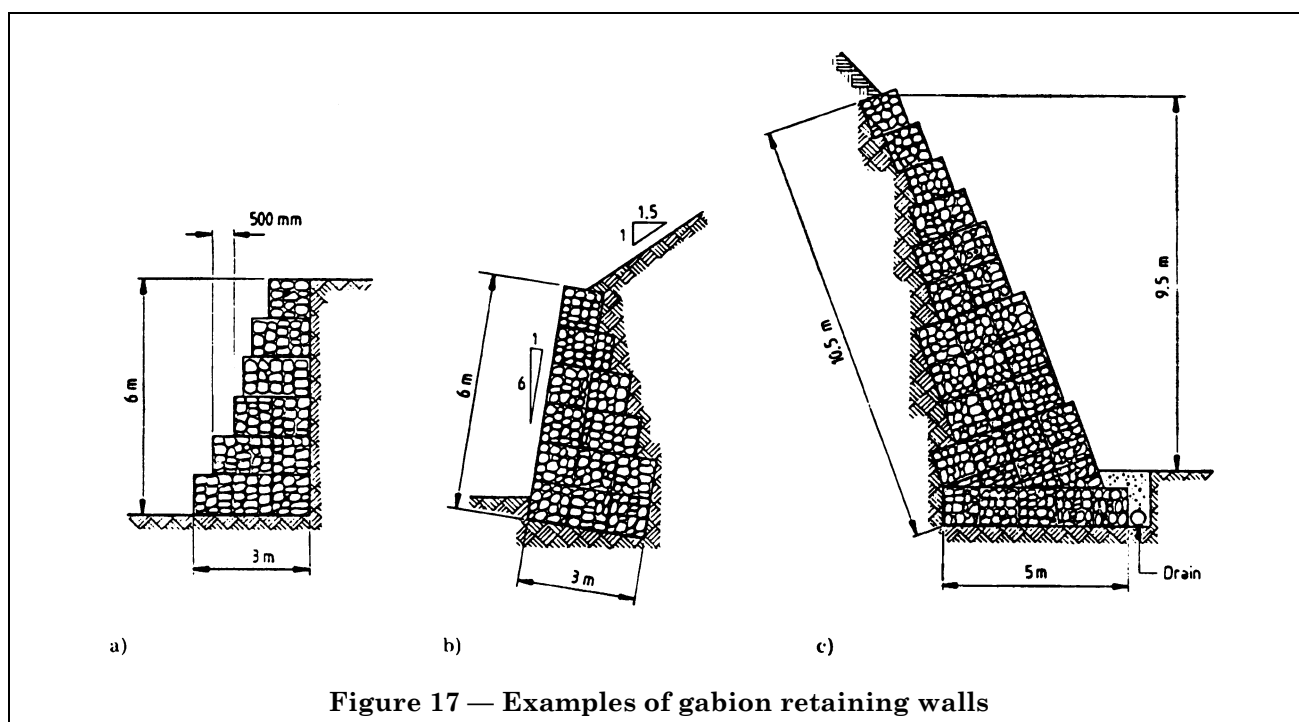 500 mm
6 m
3 m
a)
1.5
1
1
6
6 m
3 m
b)
10.5 m
9.5 m
5 m
Drain
c)
Figure 17 — Examples of gabion retaining walls